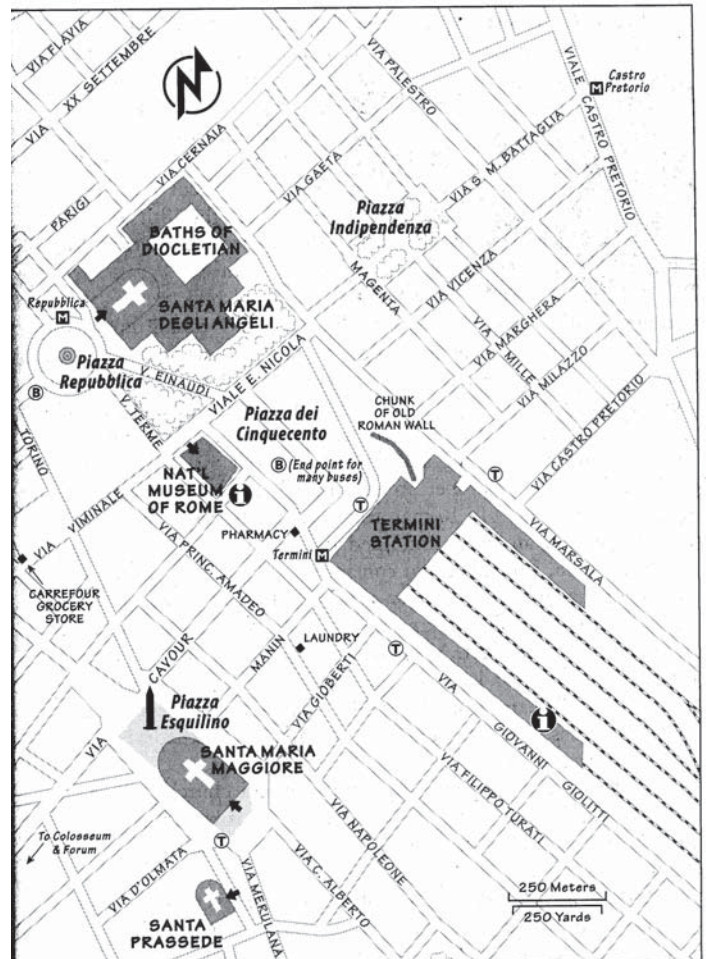 VIA FLAVIA
VIA XX SETTEMBRE
N
VIA PALESTRO
VIALE CASTRO PRETORIO
M
Castro
Pretorio
VIA CERNAIA
VIA GAETA
VIA S. M. BATTAGLIA
PARIGI
Piazza
Indipendenza
BATHS OF
DIOCLETIAN
MAGENTA
VIA VICENZA
Repubblica
M
SANTA MARIA
DEGLI ANGELI
VIA MARGHERA
VIA MILLE
VIA MILAZZO
Piazza
Repubblica
V. EINAUDI
VIALE E. NICOLA
B
V. TERME
CHUNK
OF OLD
ROMAN WALL
VIA CASTRO PRETORIO
TORINO
Piazza dei
Cinquecento
B
(End point for
many buses)
NAT'L
MUSEUM
OF ROME
i
T
T
VIA VIMINALE
PHARMACY
TERMINI
STATION
VIA MARSALA
Termini
M
VIA PRINC. AMADEO
CARREFOUR
GROCERY
STORE
LAUNDRY
T
MANIN
VIA CAVOUR
VIA GIOBERTI
Piazza
Esquilino
i
VIA GIOVANNI GIOLITTI
SANTA MARIA
MAGGIORE
VIA FILIPPO TURATI
To Colosseum
& Forum
T
VIA NAPOLEONE
VIA D'OLMATA
VIA MERULANA
VIA C. ALBERTO
250 METERS
250 YARDS
SANTA
PRASSEDE